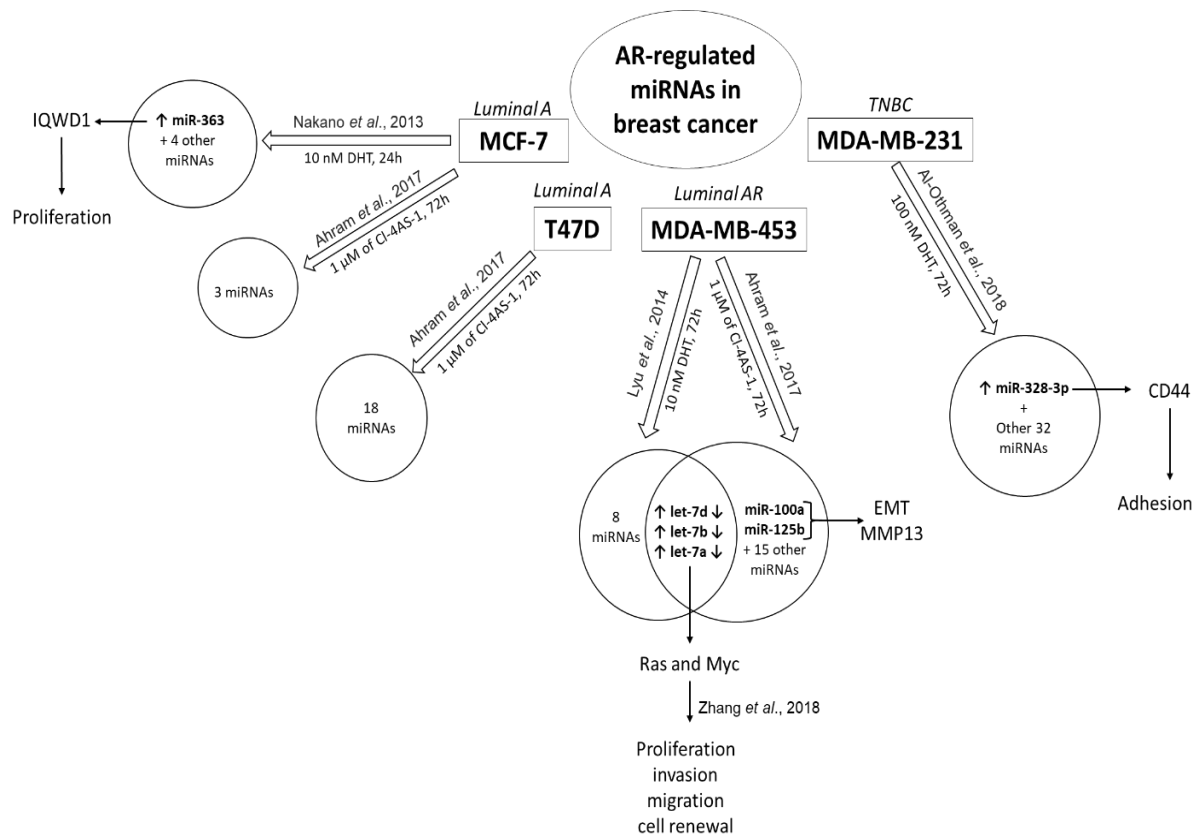 AR-regulated
miRNAs in
breast cancer
Luminal A
MCF-7
Nakano et al., 2013
10 nM DHT, 24h
↑ miR-363
+ 4 other
miRNAs
IQWD1
Proliferation
Ahram et al., 2017
1 µM of Cl-4AS-1, 72h
3 miRNAs
Luminal A
T47D
Ahram et al., 2017
1 µM of Cl-4AS-1, 72h
18
miRNAs
Luminal AR
MDA-MB-453
Lyu et al., 2014
10 nM DHT, 72h
Ahram et al., 2017
1 µM of Cl-4AS-1, 72h
8
miRNAs
↑ let-7d ↓
↑ let-7b ↓
↑ let-7a ↓
miR-100a
miR-125b
+ 15 other
miRNAs
EMT
MMP13
Ras and Myc
Zhang et al., 2018
Proliferation
invasion
migration
cell renewal
TNBC
MDA-MB-231
Al-Othman et al., 2018
100 nM DHT, 72h
↑ miR-328-3p
+
Other 32
miRNAs
CD44
Adhesion